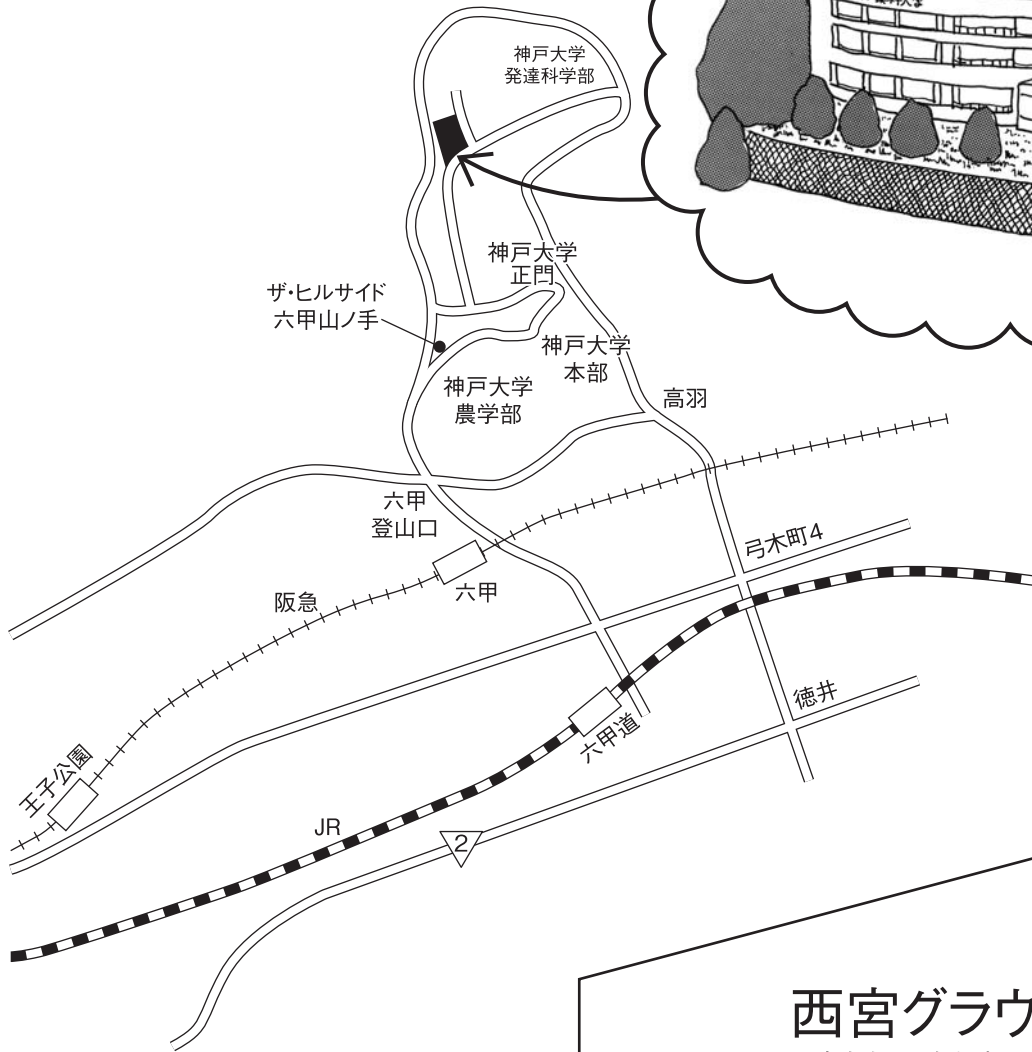 神戸大学
発達科学部
神戸大学
正門
ザ・ヒルサイド
六甲山ノ手
神戸大学
本部
神戸大学
農学部
高羽
六甲
登山口
弓木町4
六甲
阪急
徳井
六甲道
王子公園
JR
2
西宮グラウ